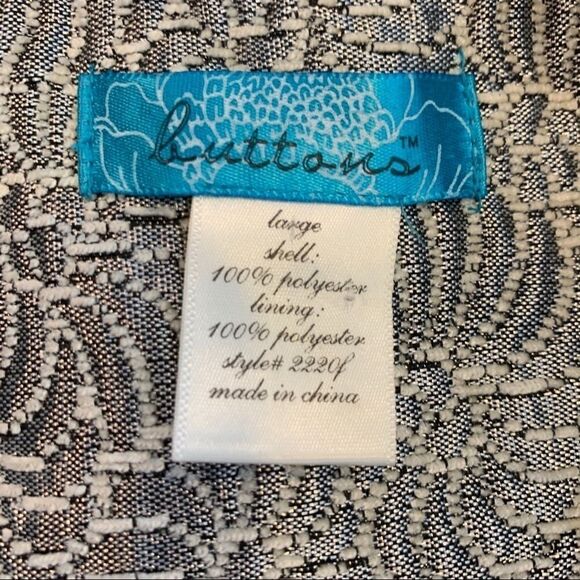 buttons™
large
shell:
100% polyester
lining:
100% polyester
style# 2220f
made in china